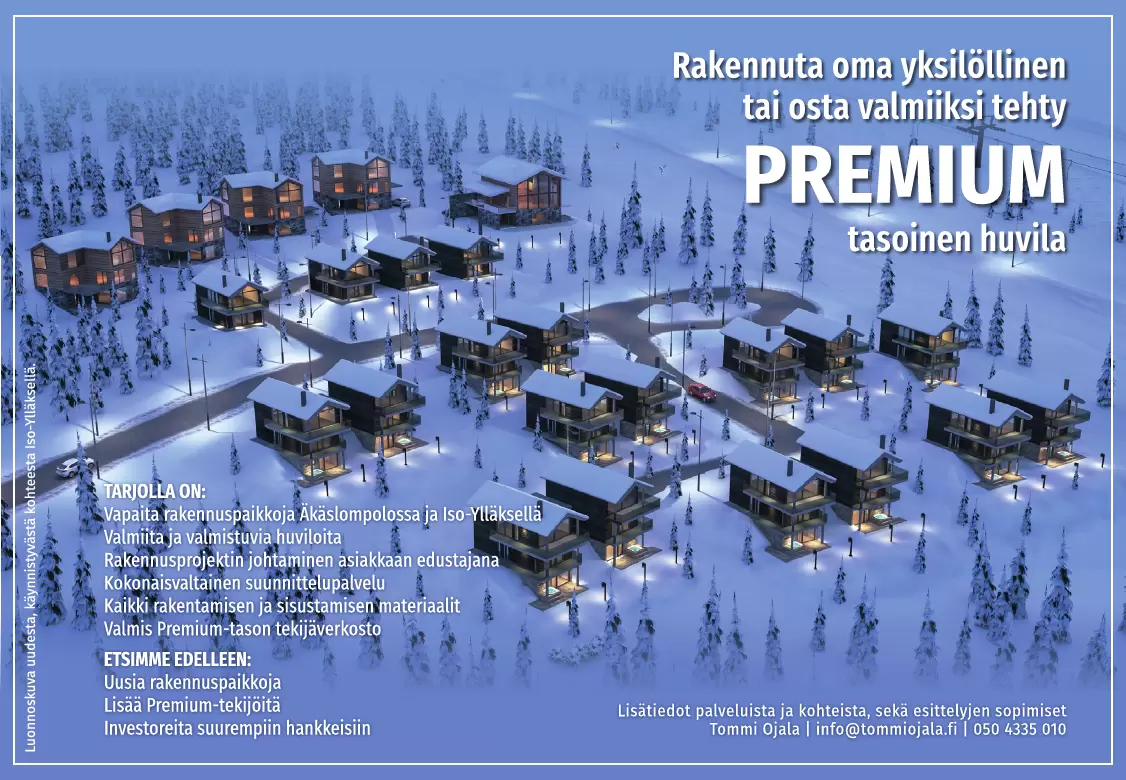 Rakennuta oma yksilöllinen
tai osta valmiiksi tehty
PREMIUM
tasoinen huvila
Luonnoskuva uudesta, käynnistyvästä kohteesta Iso-Ylläksellä.
TARJOLLA ON:
Vapaita rakennuspaikkoja Äkäslompolossa ja Iso-Ylläksellä
Valmiita ja valmistuvia huviloita
Rakennusprojektin johtaminen asiakkaan edustajana
Kokonaisvaltainen suunnittelupalvelu
Kaikki rakentamisen ja sisustamisen materiaalit
Valmis Premium-tason tekijäverkosto
ETSIMME EDELLEEN:
Uusia rakennuspaikkoja
Lisää Premium-tekijöitä
Investoreita suurempiin hankkeisiin
Lisätiedot palveluista ja kohteista, sekä esittelyjen sopimiset
Tommi Ojala | info@tommiojala.fi | 050 4335 010